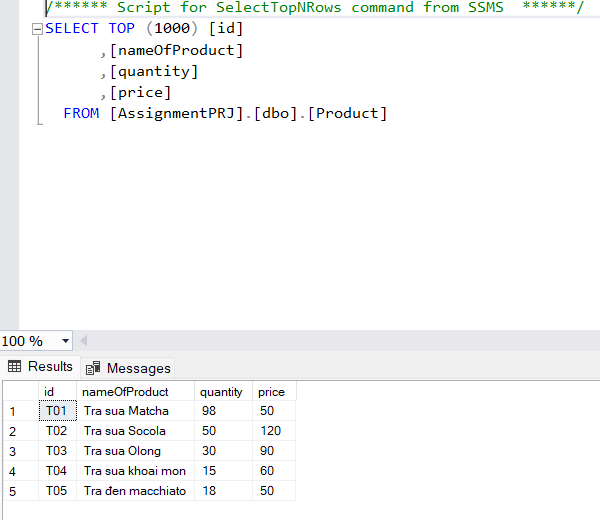 /****** Script for SelectTopNRows command from SSMS  ******/
SELECT TOP (1000) [id]
      ,[nameOfProduct]
      ,[quantity]
      ,[price]
  FROM [AssignmentPRJ].[dbo].[Product]
100 %
Results Messages
id nameOfProduct quantity price
1 T01 Tra sua Matcha 98 50
2 T02 Tra sua Socola 50 120
3 T03 Tra sua Olong 30 90
4 T04 Tra sua khoai mon 15 60
5 T05 Tra đen macchiato 18 50